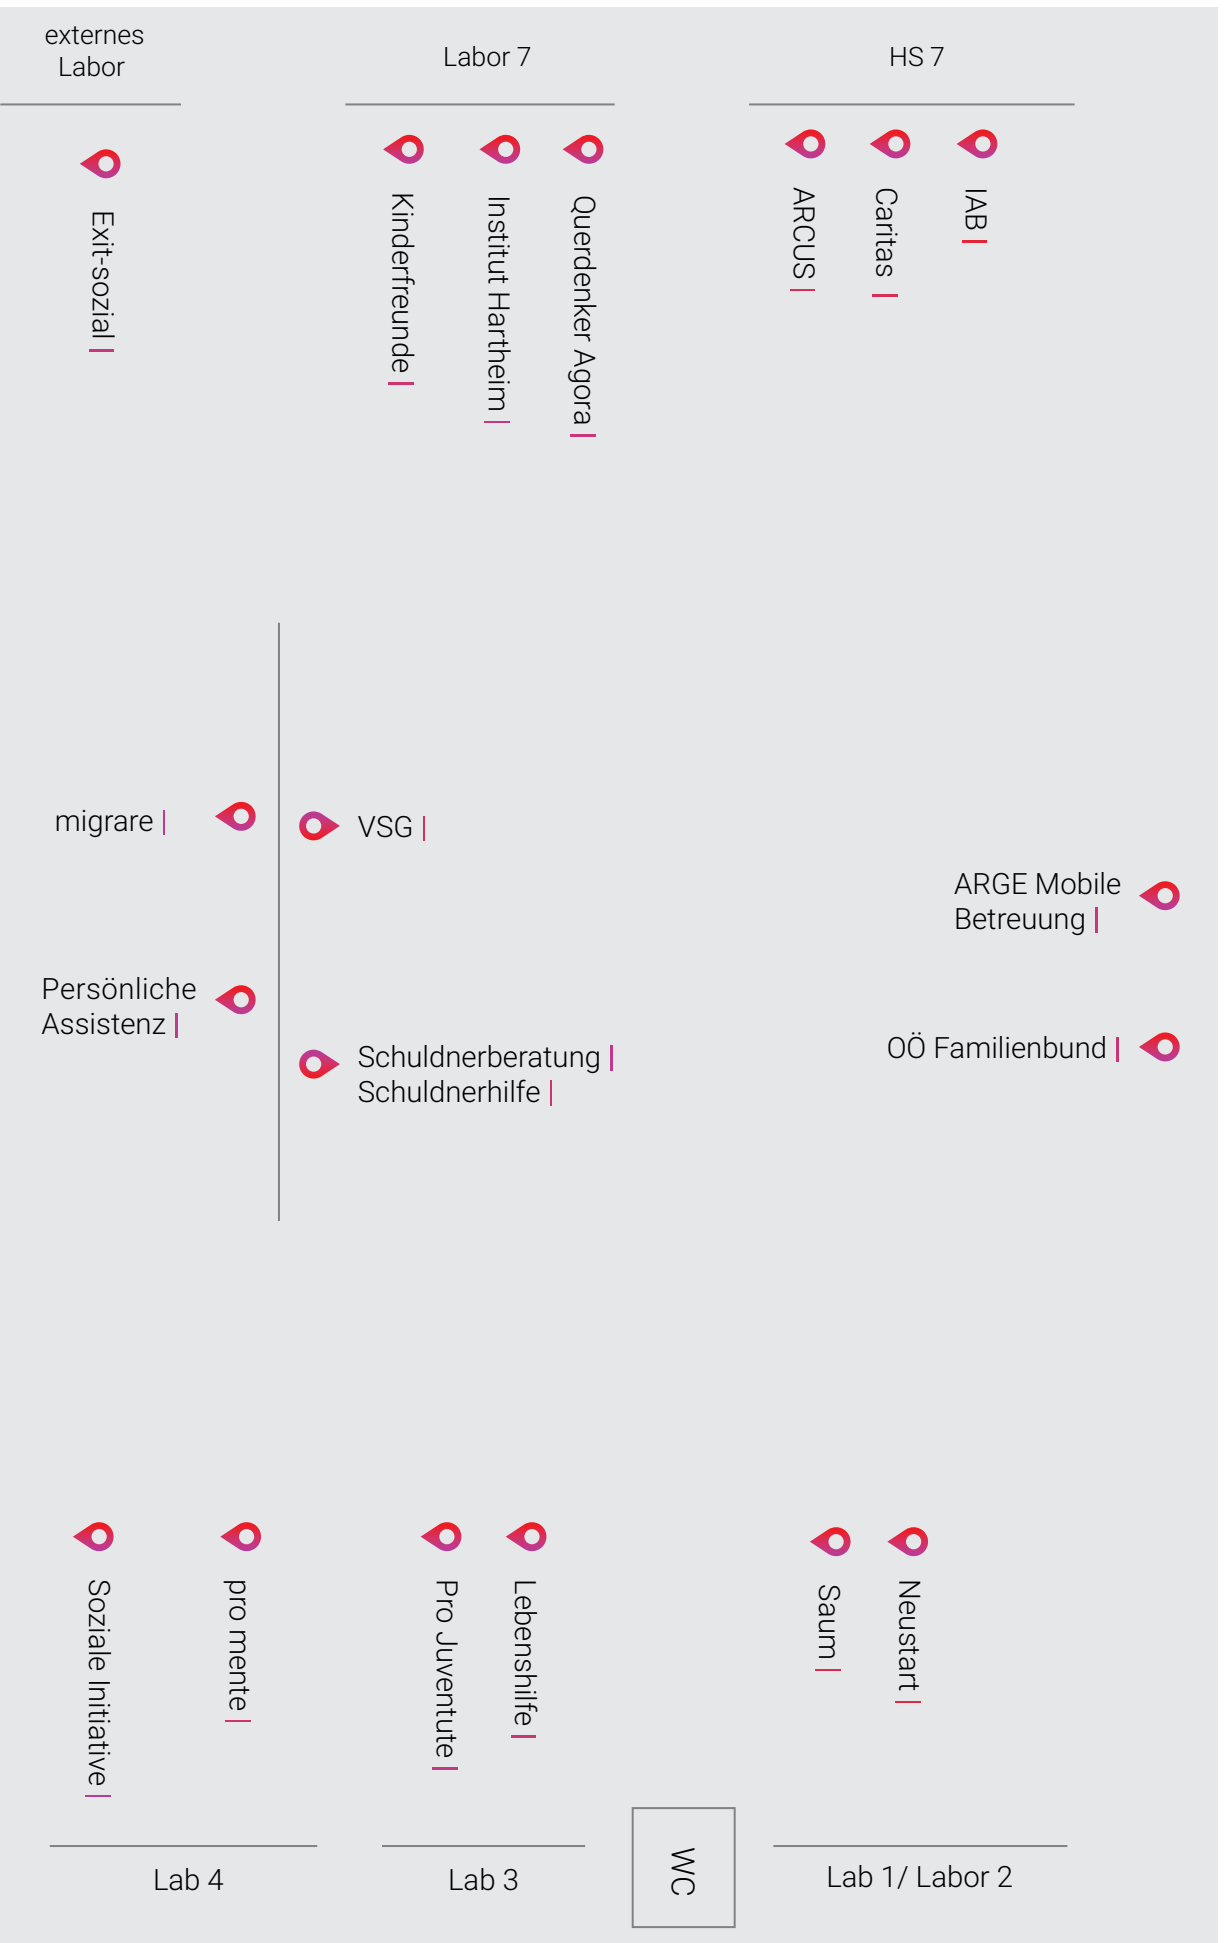 externes
Labor
Labor 7
HS 7
Exit-sozial |
Kinderfreunde |
Institut Hartheim |
Querdenker Agora |
ARCUS |
Caritas |
IAB |
migrare |
VSG |
ARGE Mobile
Betreuung |
Persönliche
Assistenz |
Schuldnerberatung |
Schuldnerhilfe |
OÖ Familienbund |
Soziale Initiative |
pro mente |
Pro Juventute |
Lebenshilfe |
Saum |
Neustart |
Lab 4
Lab 3
WC
Lab 1/ Labor 2